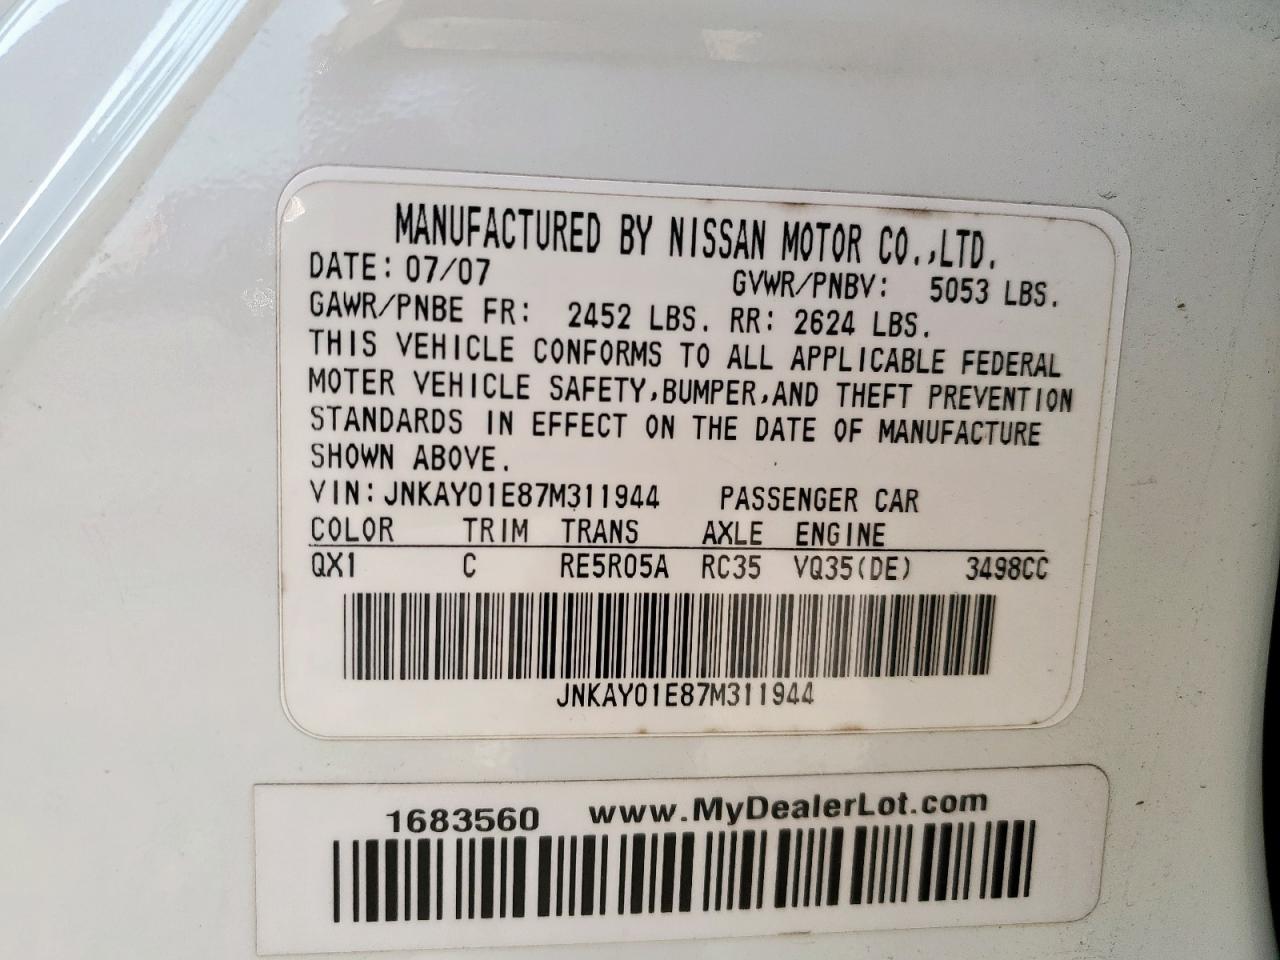 MANUFACTURED BY NISSAN MOTOR CO.,LTD.
DATE: 07/07 GVWR/PNBV: 5053 LBS.
GAWR/PNBE FR: 2452 LBS. RR: 2624 LBS.
THIS VEHICLE CONFORMS TO ALL APPLICABLE FEDERAL
MOTER VEHICLE SAFETY,BUMPER,AND THEFT PREVENTION
STANDARDS IN EFFECT ON THE DATE OF MANUFACTURE
SHOWN ABOVE.
VIN: JNKAY01E87M311944 PASSENGER CAR
COLOR TRIM TRANS AXLE ENGINE
QX1 C RE5R05A RC35 VQ35(DE) 3498CC
JNKAY01E87M311944
1683560 www.MyDealerLot.com